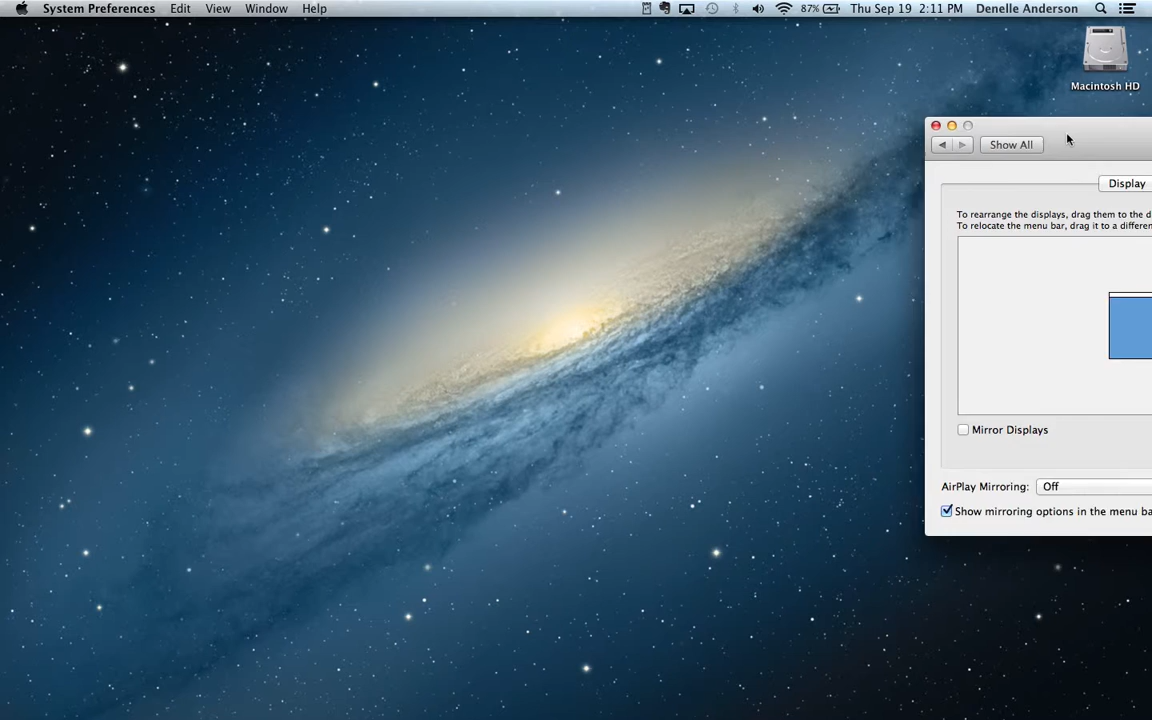 System Preferences Edit View Window Help 87% Thu Sep 19 2:11 PM Denelle Anderson
Macintosh HD
Show All
Display
To rearrange the displays, drag them to the d
To relocate the menu bar, drag it to a differen
Mirror Displays
AirPlay Mirroring: Off
Show mirroring options in the menu ba